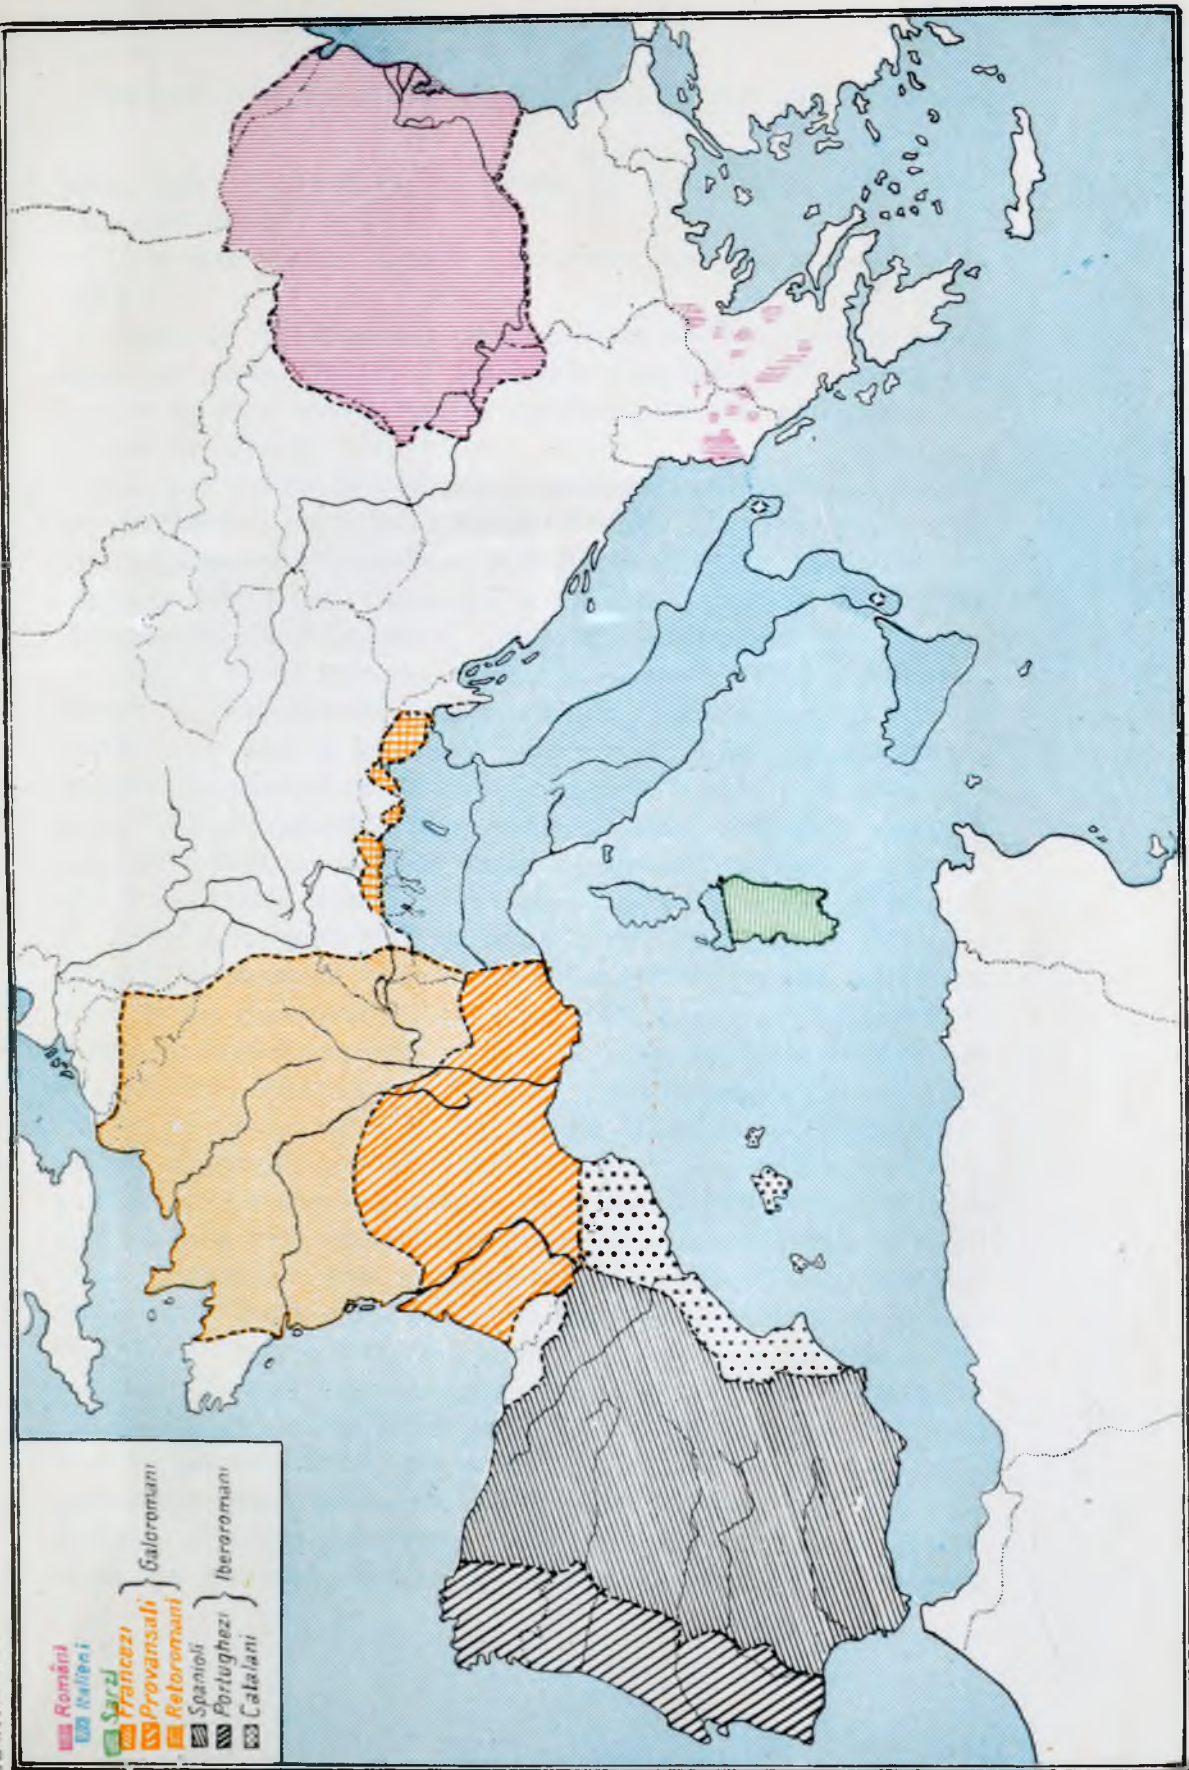 Români
Italieni
Sarzi
Francezi
Provansali
Retoromani
Galoromani
Spanioli
Portughezi
Catalani
Iberoromani